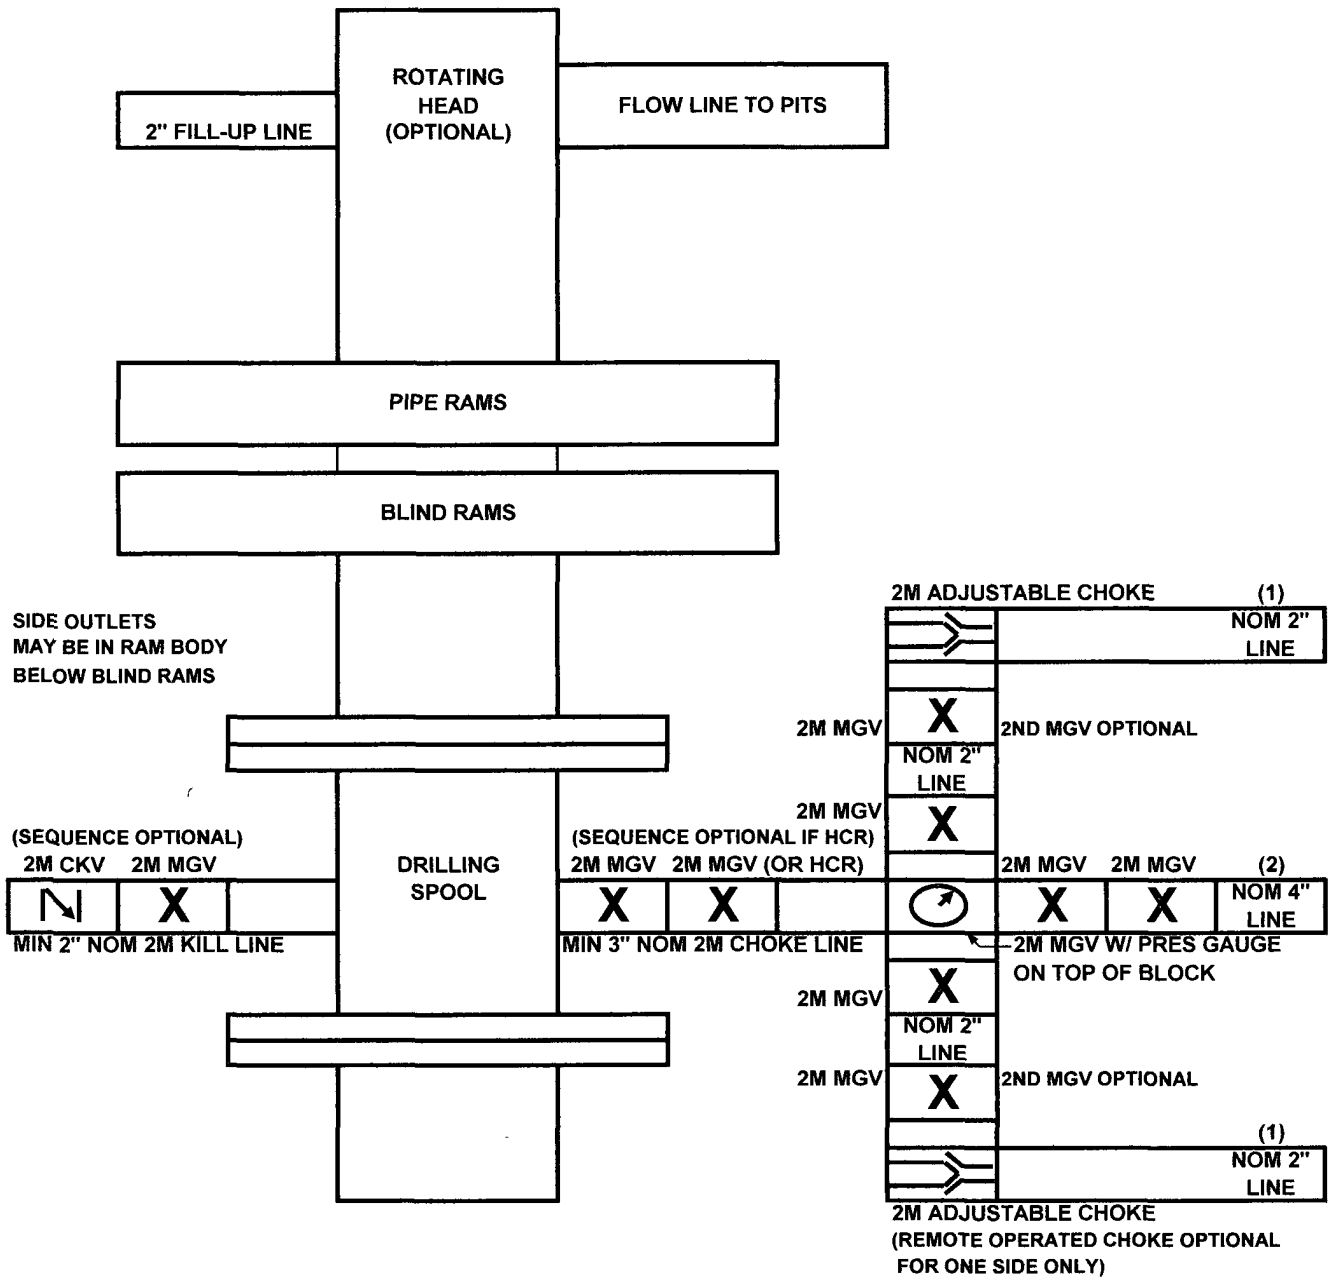 ROTATING
HEAD
(OPTIONAL)
2" FILL-UP LINE
FLOW LINE TO PITS
PIPE RAMS
BLIND RAMS
SIDE OUTLETS
MAY BE IN RAM BODY
BELOW BLIND RAMS
2M ADJUSTABLE CHOKE
(1)
NOM 2"
LINE
2M MGV
X
2ND MGV OPTIONAL
NOM 2"
LINE
2M MGV
X
(SEQUENCE OPTIONAL)
2M CKV
2M MGV
X
MIN 2" NOM 2M KILL LINE
DRILLING
SPOOL
(SEQUENCE OPTIONAL IF HCR)
2M MGV
2M MGV (OR HCR)
X
X
MIN 3" NOM 2M CHOKE LINE
2M MGV
2M MGV
(2)
X
X
NOM 4"
LINE
2M MGV W/ PRES GAUGE
ON TOP OF BLOCK
2M MGV
X
NOM 2"
LINE
2M MGV
X
2ND MGV OPTIONAL
(1)
NOM 2"
LINE
2M ADJUSTABLE CHOKE
(REMOTE OPERATED CHOKE OPTIONAL
FOR ONE SIDE ONLY)